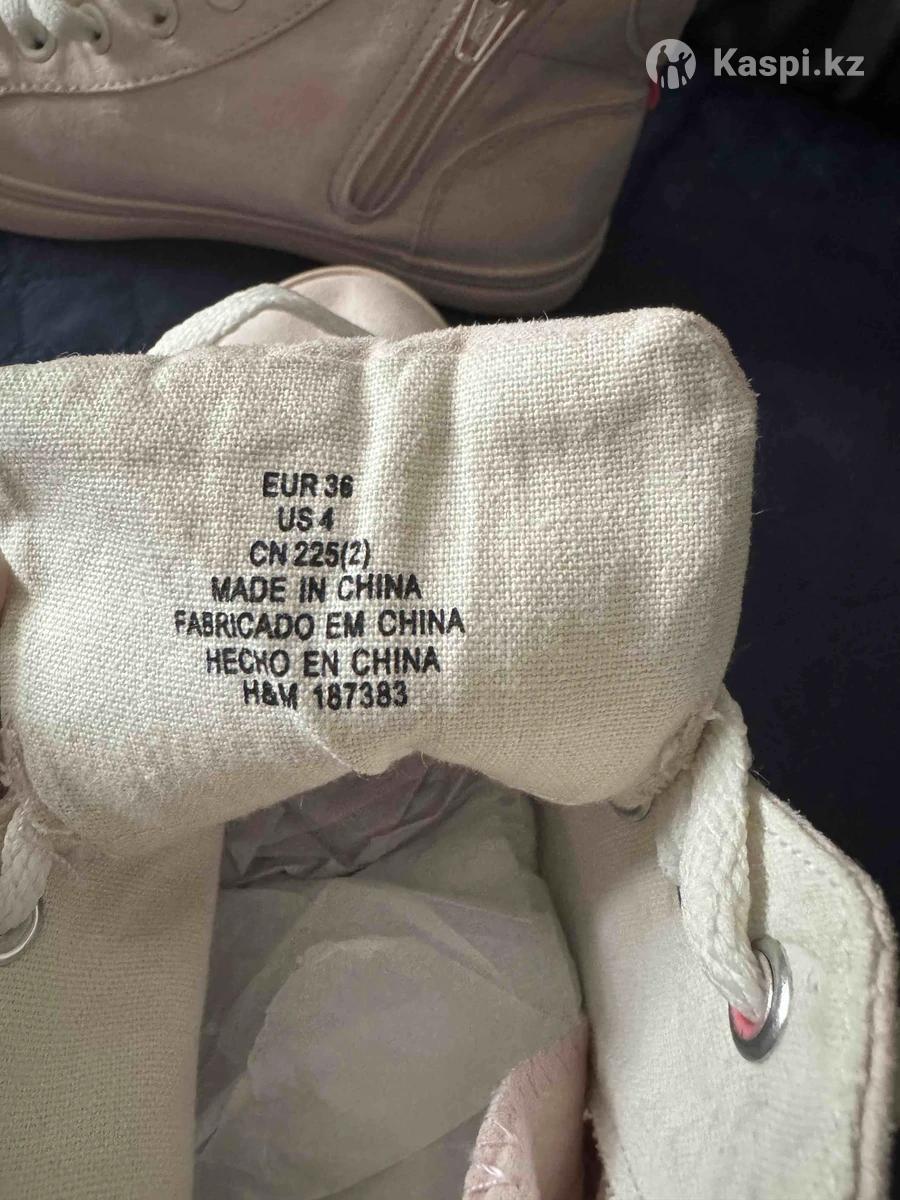 Kaspi.kz
EUR 36
US 4
CN 225(2)
MADE IN CHINA
FABRICADO EM CHINA
HECHO EN CHINA
H&M 187383